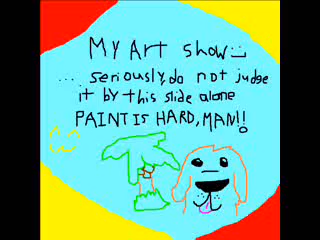 My Art show
... seriously, do not judge
it by this slide alone
PAINT IS HARD, MAN!!